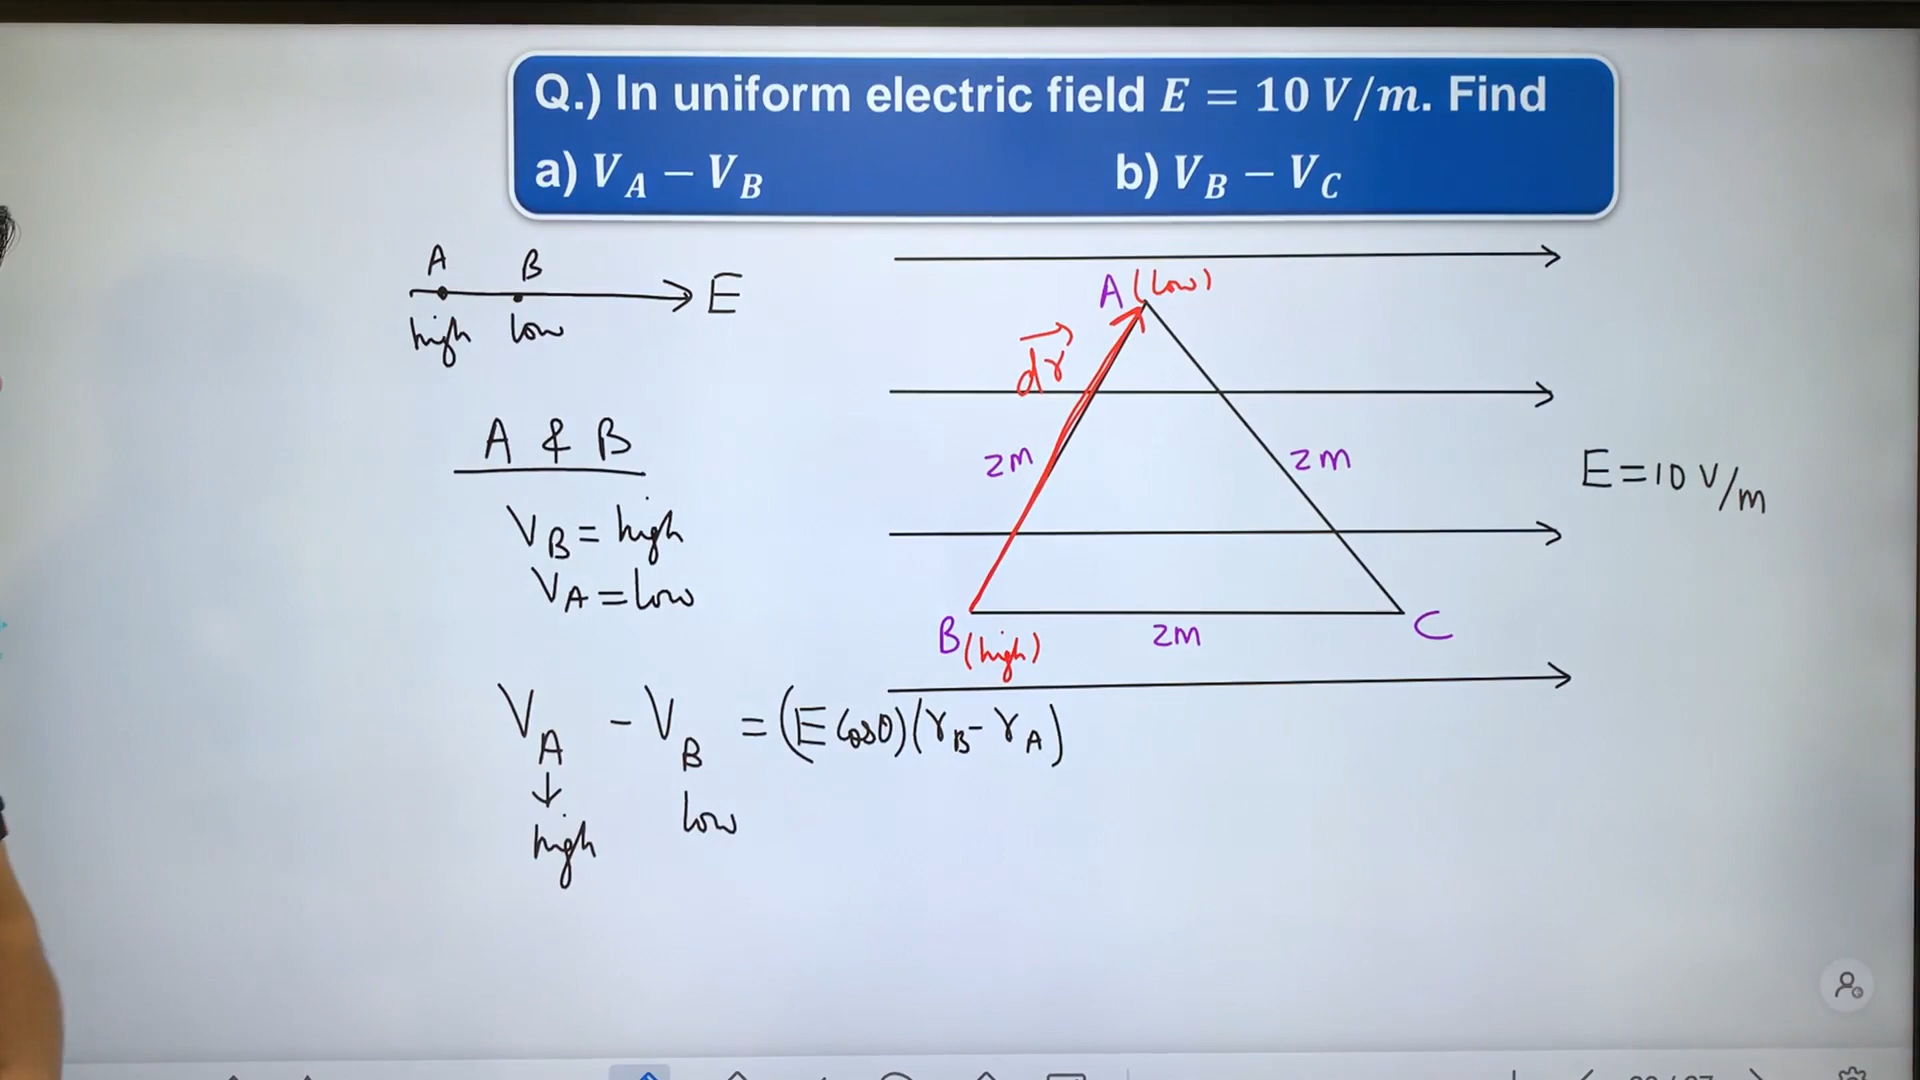 Q.) In uniform electric field E = 10 V/m. Find
a) V_A − V_B b) V_B − V_C
A B
E
high low
A & B
V_B = high
V_A = low
V_A - V_B = (E cosθ)(r_B - r_A)
high low
A (low)
dr
2m 2m
E = 10 V/m
B (high) 2m C